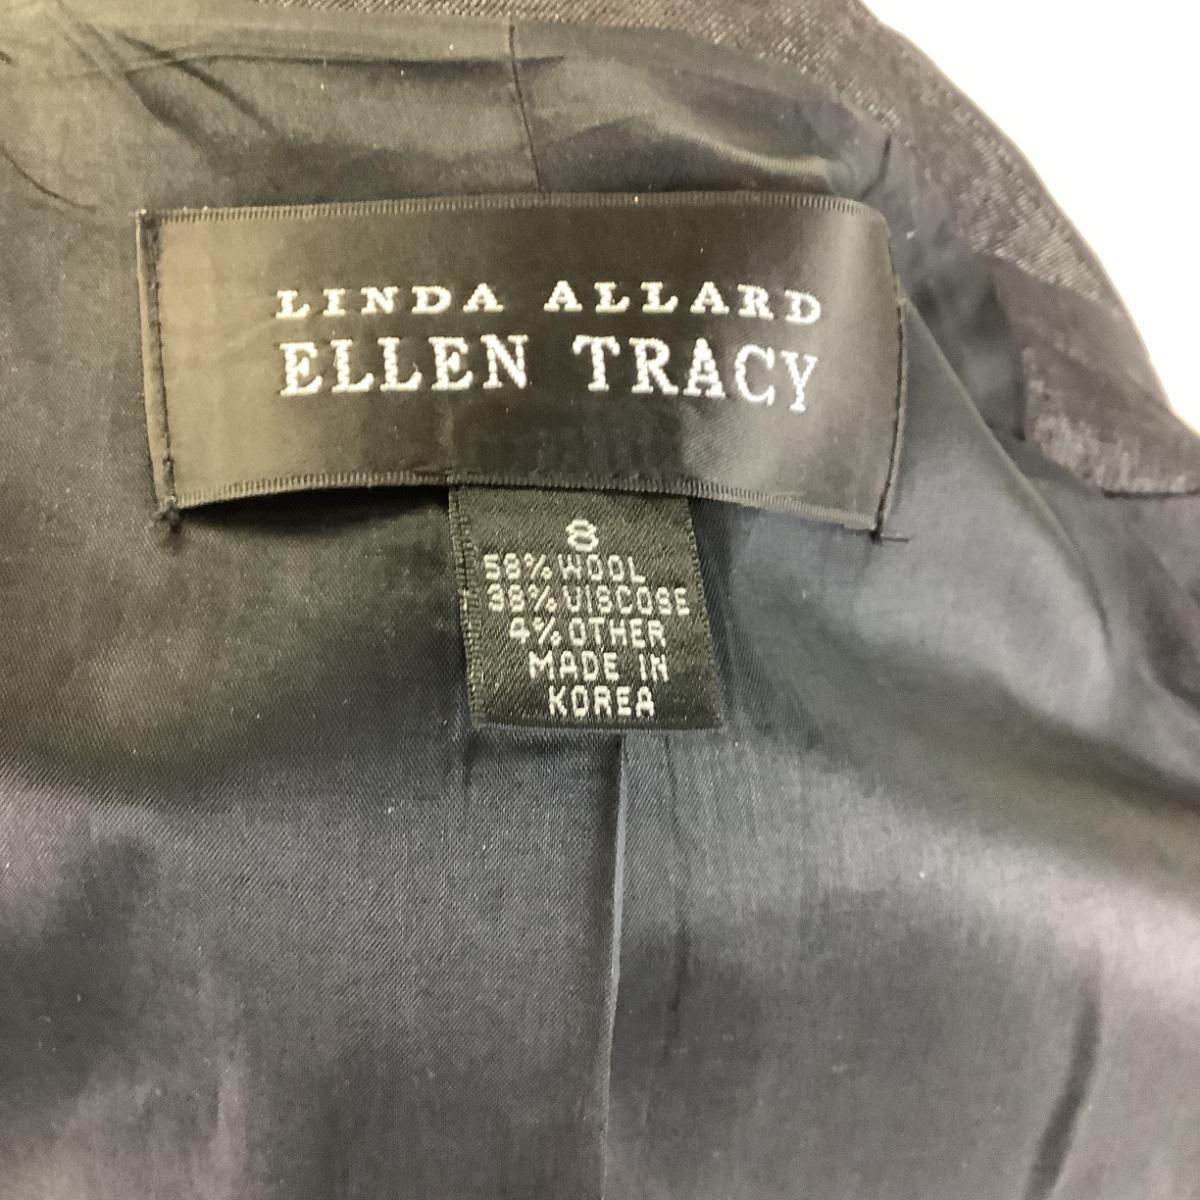 LINDA ALLARD
ELLEN TRACY
8
58% WOOL
38% VISCOSE
4% OTHER
MADE IN
KOREA